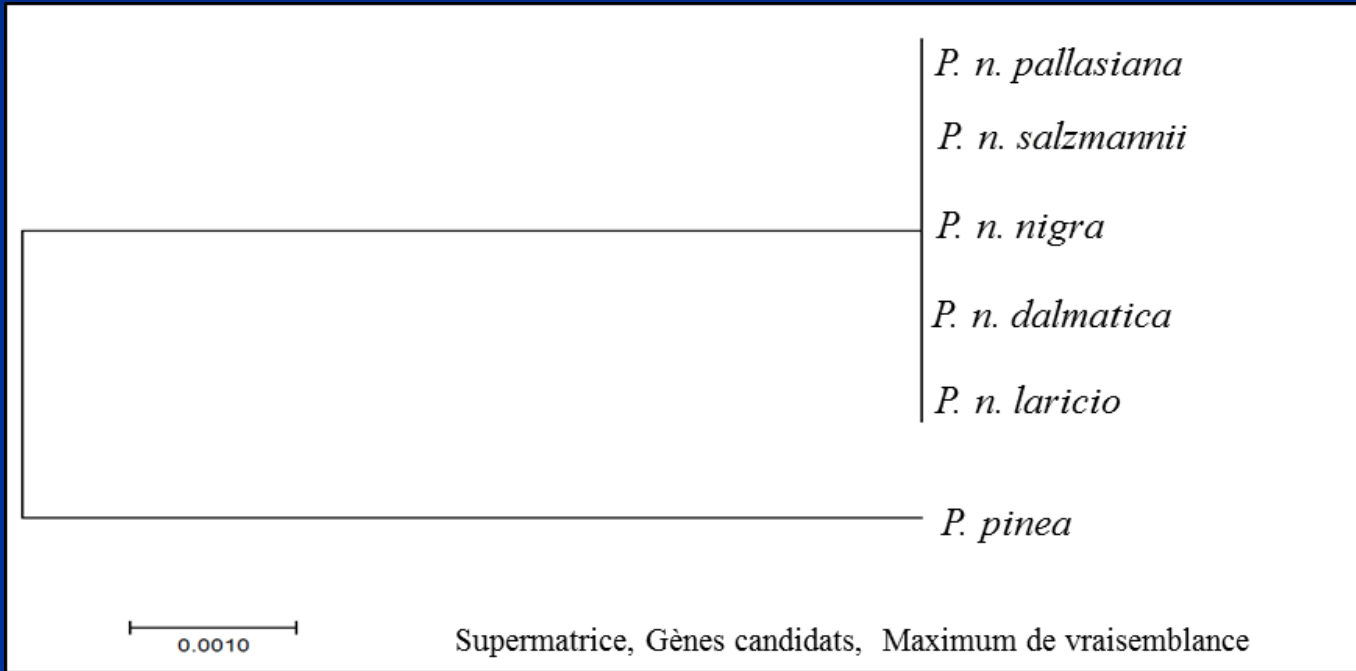 P. n. pallasiana
P. n. salzmannii
P. n. nigra
P. n. dalmatica
P. n. laricio
P. pinea
0.0010
Supermatrice, Gènes candidats, Maximum de vraisemblance